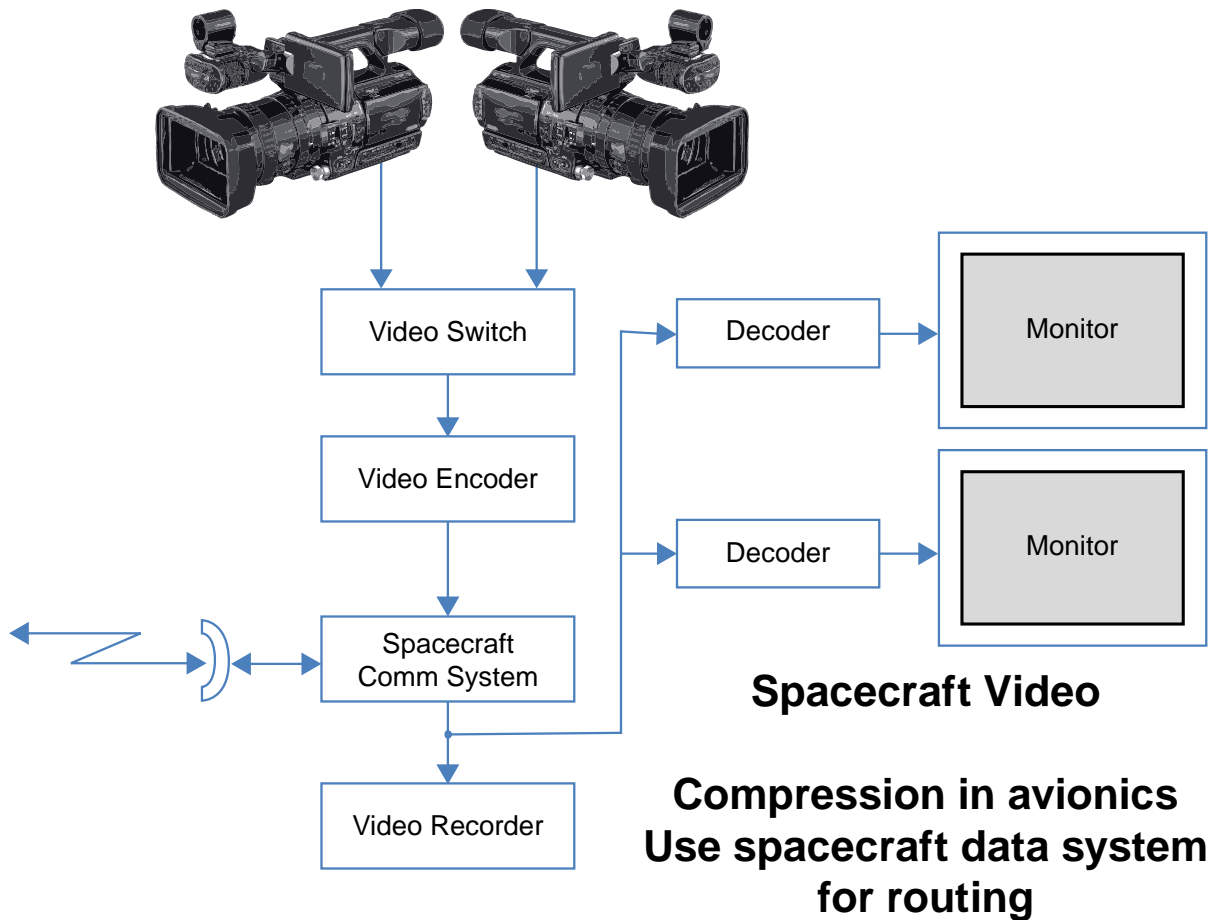 Video Switch
Decoder
Monitor
Video Encoder
Decoder
Monitor
Spacecraft
Comm System
Spacecraft Video
Video Recorder
Compression in avionics
Use spacecraft data system
for routing